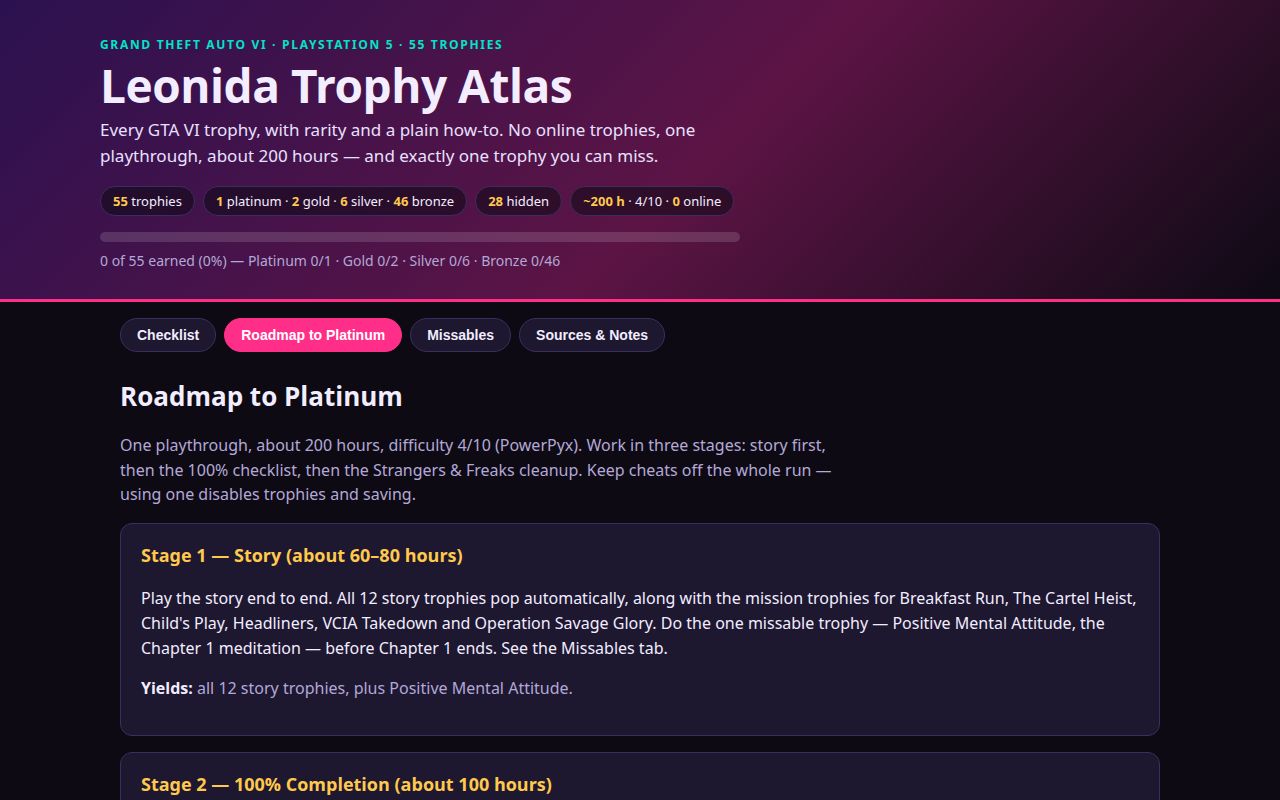 GRAND THEFT AUTO VI · PLAYSTATION 5 · 55 TROPHIES
Leonida Trophy Atlas
Every GTA VI trophy, with rarity and a plain how-to. No online trophies, one
playthrough, about 200 hours — and exactly one trophy you can miss.
55 trophies
1 platinum · 2 gold · 6 silver · 46 bronze
28 hidden
~200 h · 4/10 · 0 online
0 of 55 earned (0%) — Platinum 0/1 · Gold 0/2 · Silver 0/6 · Bronze 0/46
Checklist
Roadmap to Platinum
Missables
Sources & Notes
Roadmap to Platinum
One playthrough, about 200 hours, difficulty 4/10 (PowerPyx). Work in three stages: story first,
then the 100% checklist, then the Strangers & Freaks cleanup. Keep cheats off the whole run —
using one disables trophies and saving.
Stage 1 — Story (about 60–80 hours)
Play the story end to end. All 12 story trophies pop automatically, along with the mission trophies for Breakfast Run, The Cartel Heist,
Child's Play, Headliners, VCIA Takedown and Operation Savage Glory. Do the one missable trophy — Positive Mental Attitude, the
Chapter 1 meditation — before Chapter 1 ends. See the Missables tab.
Yields: all 12 story trophies, plus Positive Mental Attitude.
Stage 2 — 100% Completion (about 100 hours)